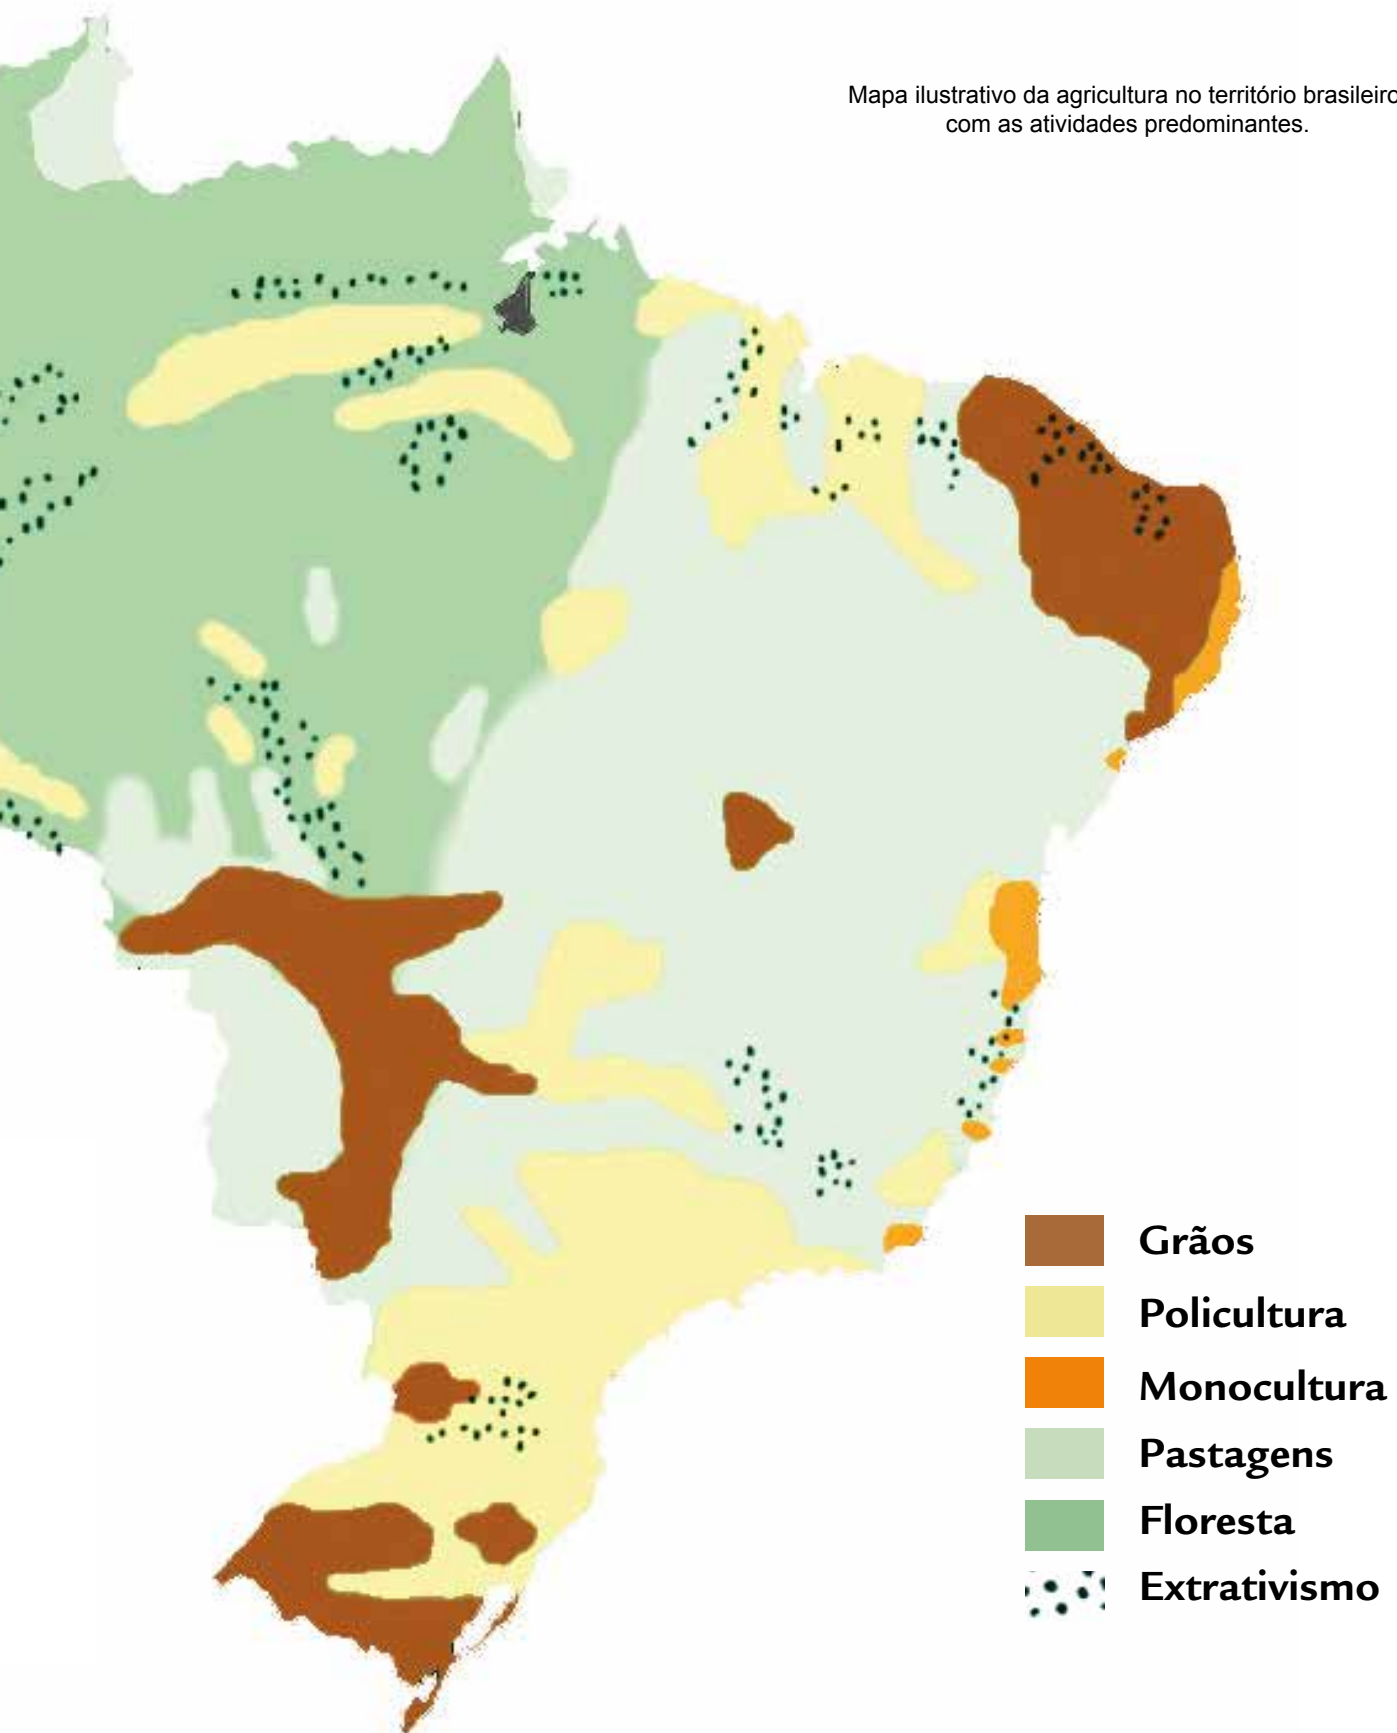 Mapa ilustrativo da agricultura no território brasileiro
com as atividades predominantes.
Grãos
Policultura
Monocultura
Pastagens
Floresta
Extrativismo